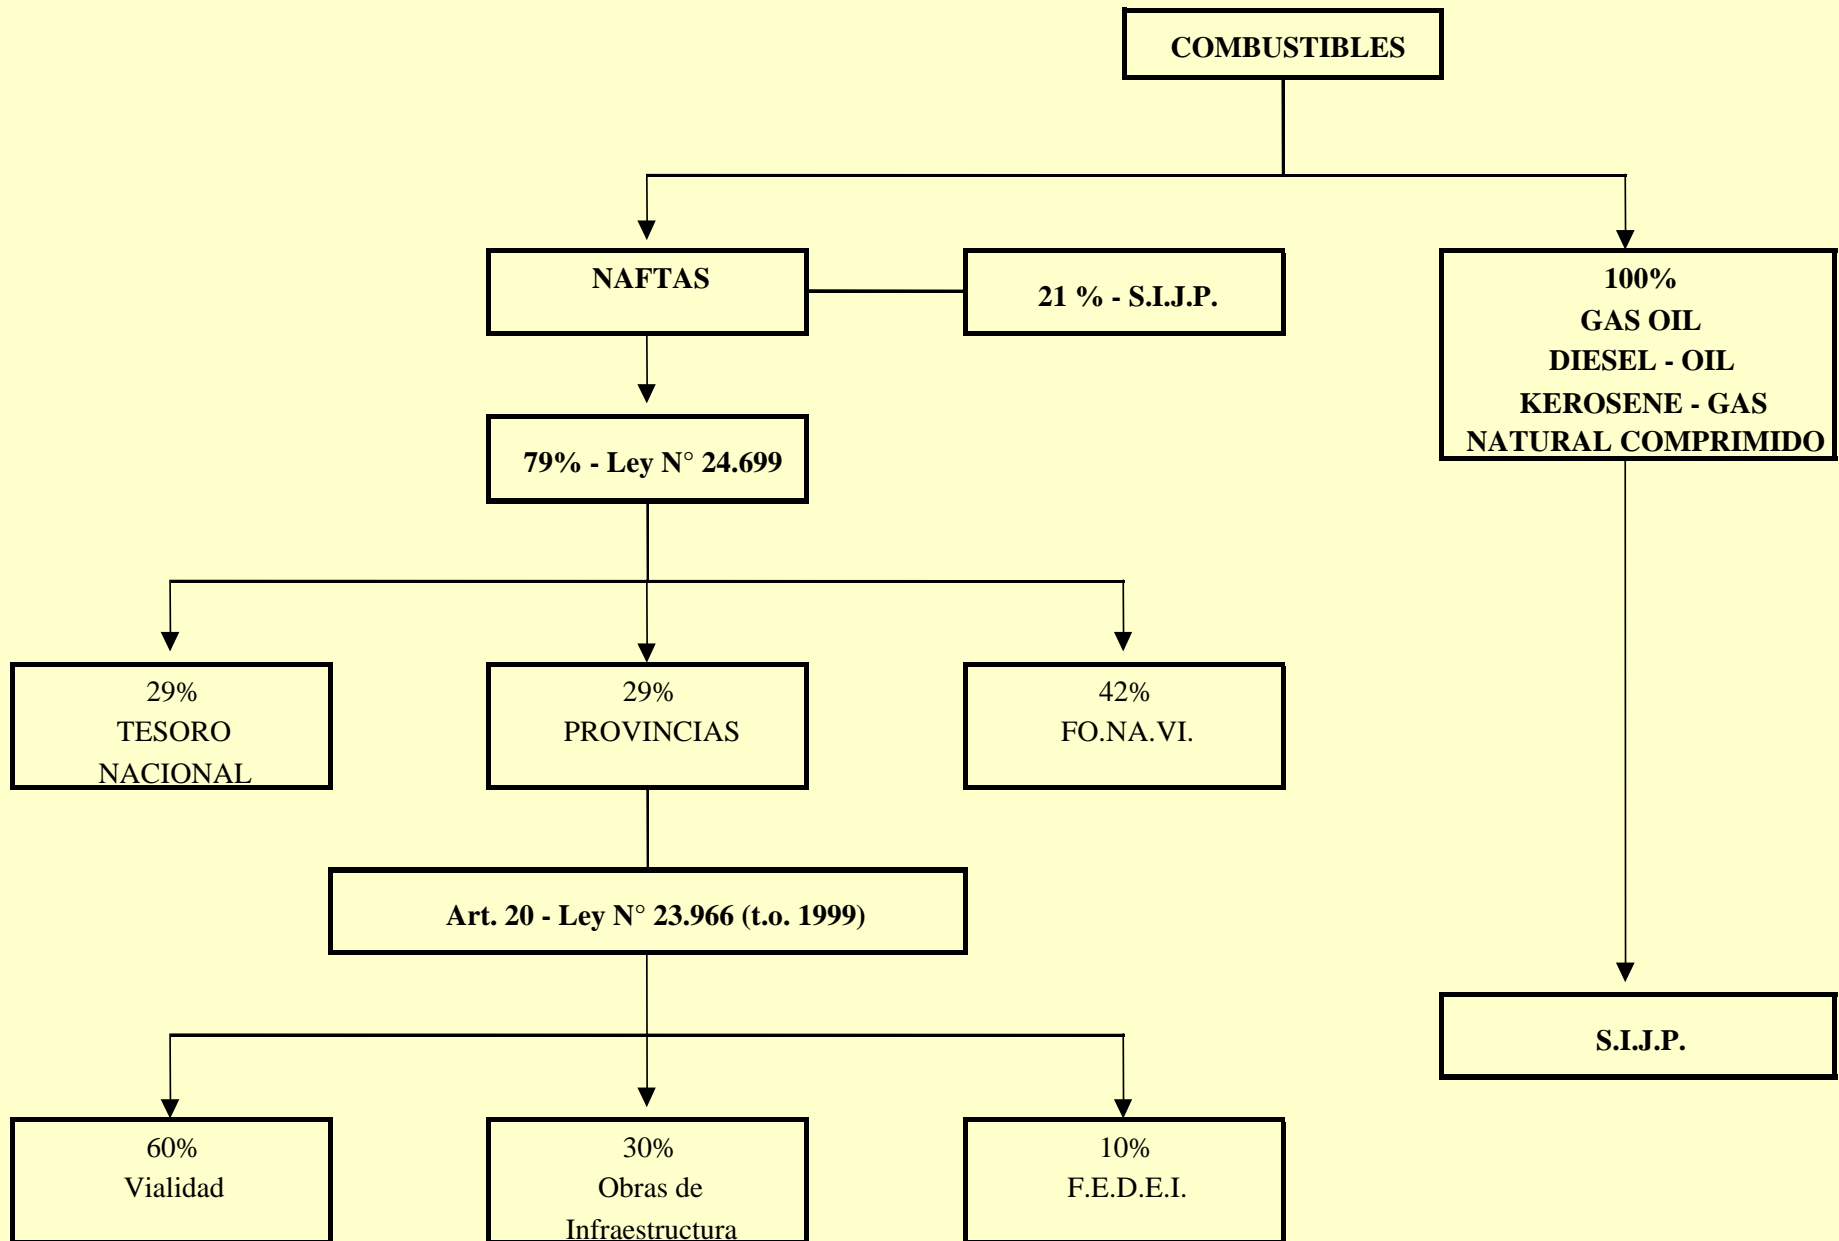 COMBUSTIBLES
NAFTAS
21 % - S.I.J.P.
100%
GAS OIL
DIESEL - OIL
KEROSENE - GAS
NATURAL COMPRIMIDO
79% - Ley N° 24.699
29%
TESORO
NACIONAL
29%
PROVINCIAS
42%
FO.NA.VI.
Art. 20 - Ley N° 23.966 (t.o. 1999)
S.I.J.P.
60%
Vialidad
30%
Obras de
Infraestructura
10%
F.E.D.E.I.